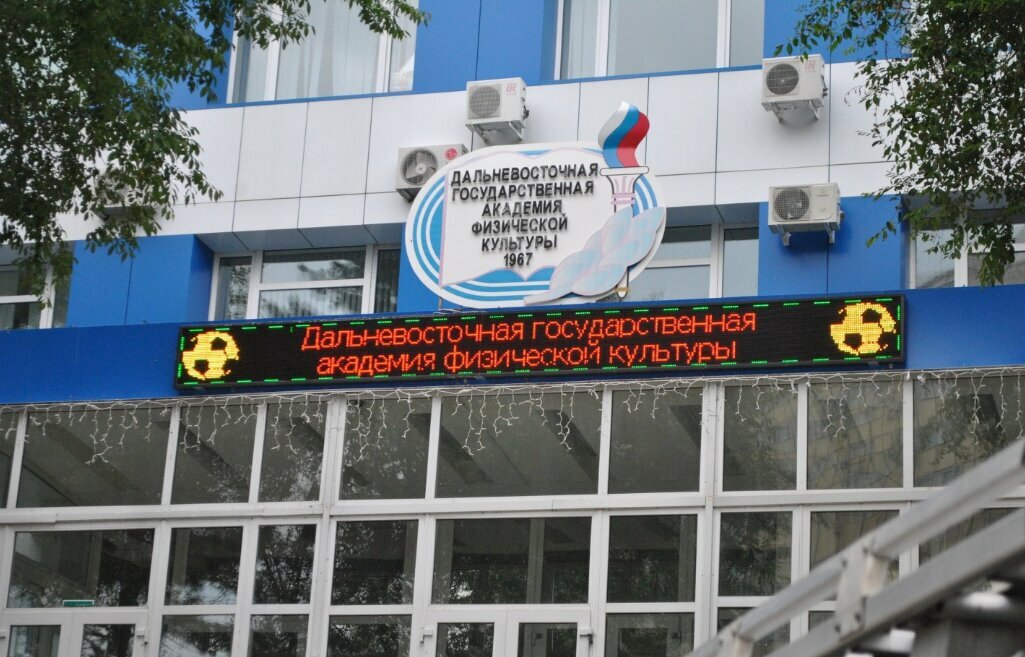 ДАЛЬНЕВОСТОЧНАЯ
ГОСУДАРСТВЕННАЯ
АКАДЕМИЯ
ФИЗИЧЕСКОЙ
КУЛЬТУРЫ
1967
Дальневосточная государственная
академия физической культуры